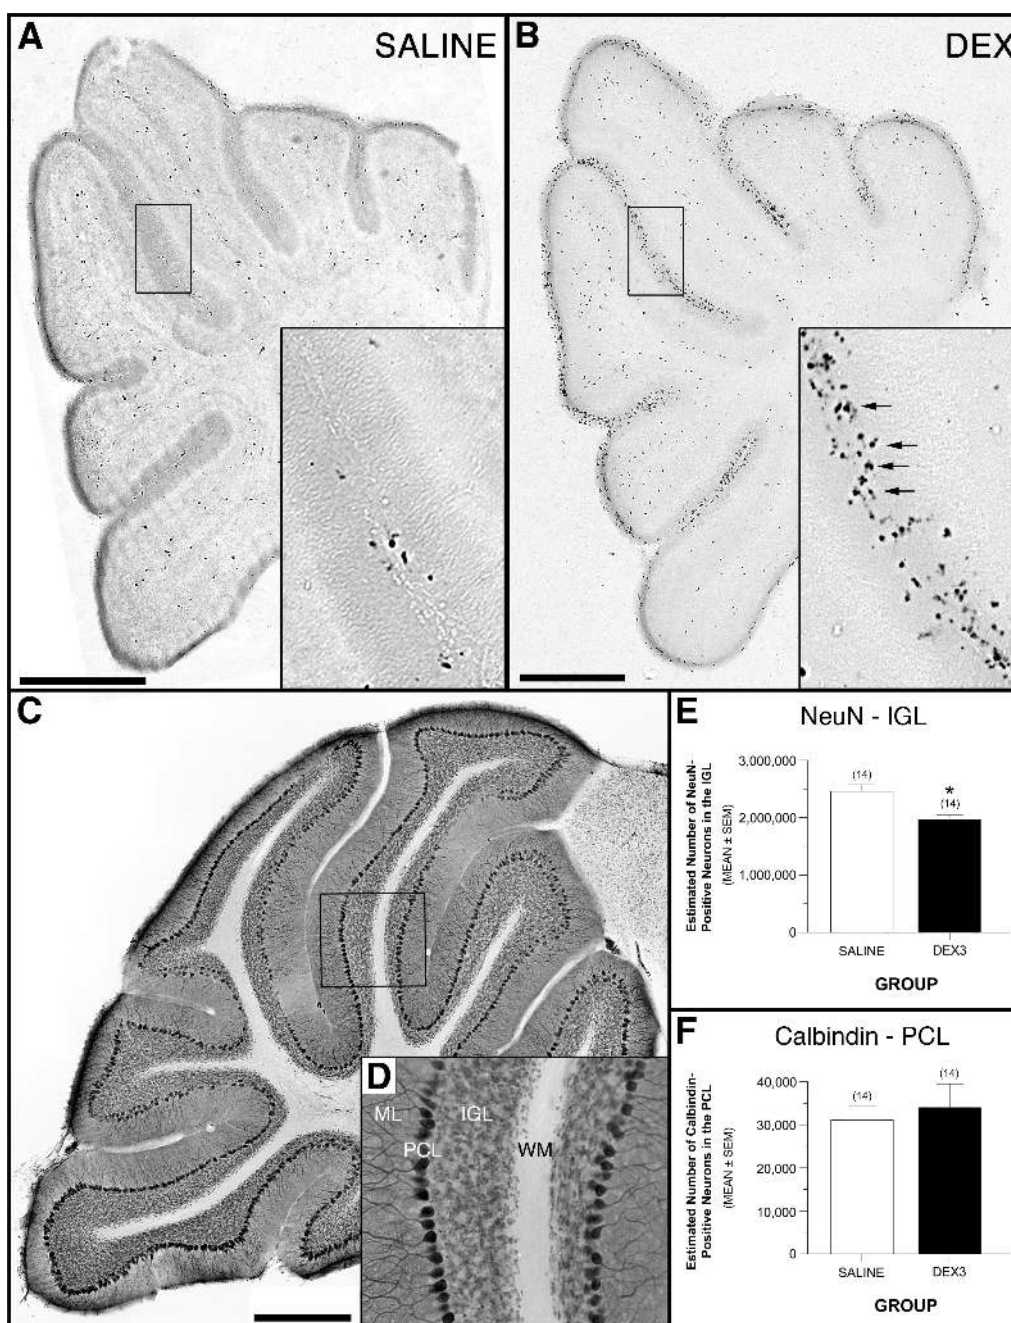 A
SALINE
B
DEX
C
D
ML
IGL
PCL
WM
E
NeuN - IGL
Estimated Number of NeuN-
Positive Neurons in the IGL
(MEAN ± SEM)
3,000,000
2,000,000
1,000,000
0
(14)
*
(14)
SALINE
DEX3
GROUP
F
Calbindin - PCL
Estimated Number of Calbindin-
Positive Neurons in the PCL
(MEAN ± SEM)
40,000
30,000
20,000
10,000
0
(14)
(14)
SALINE
DEX3
GROUP